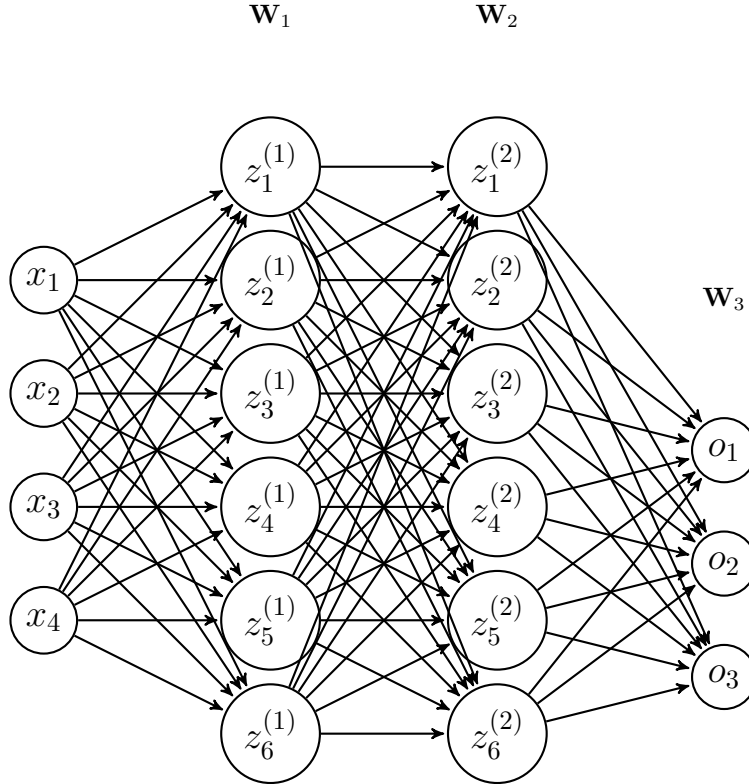 W₁
W₂
W₃
x₁
x₂
x₃
x₄
z₁⁽¹⁾
z₂⁽¹⁾
z₃⁽¹⁾
z₄⁽¹⁾
z₅⁽¹⁾
z₆⁽¹⁾
z₁⁽²⁾
z₂⁽²⁾
z₃⁽²⁾
z₄⁽²⁾
z₅⁽²⁾
z₆⁽²⁾
o₁
o₂
o₃